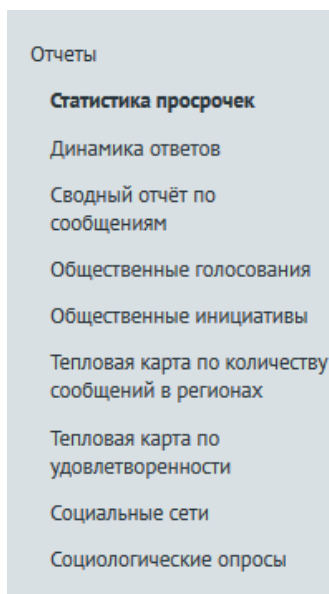 Отчеты
Статистика просрочек
Динамика ответов
Сводный отчёт по
сообщениям
Общественные голосования
Общественные инициативы
Тепловая карта по количеству
сообщений в регионах
Тепловая карта по
удовлетворенности
Социальные сети
Социологические опросы